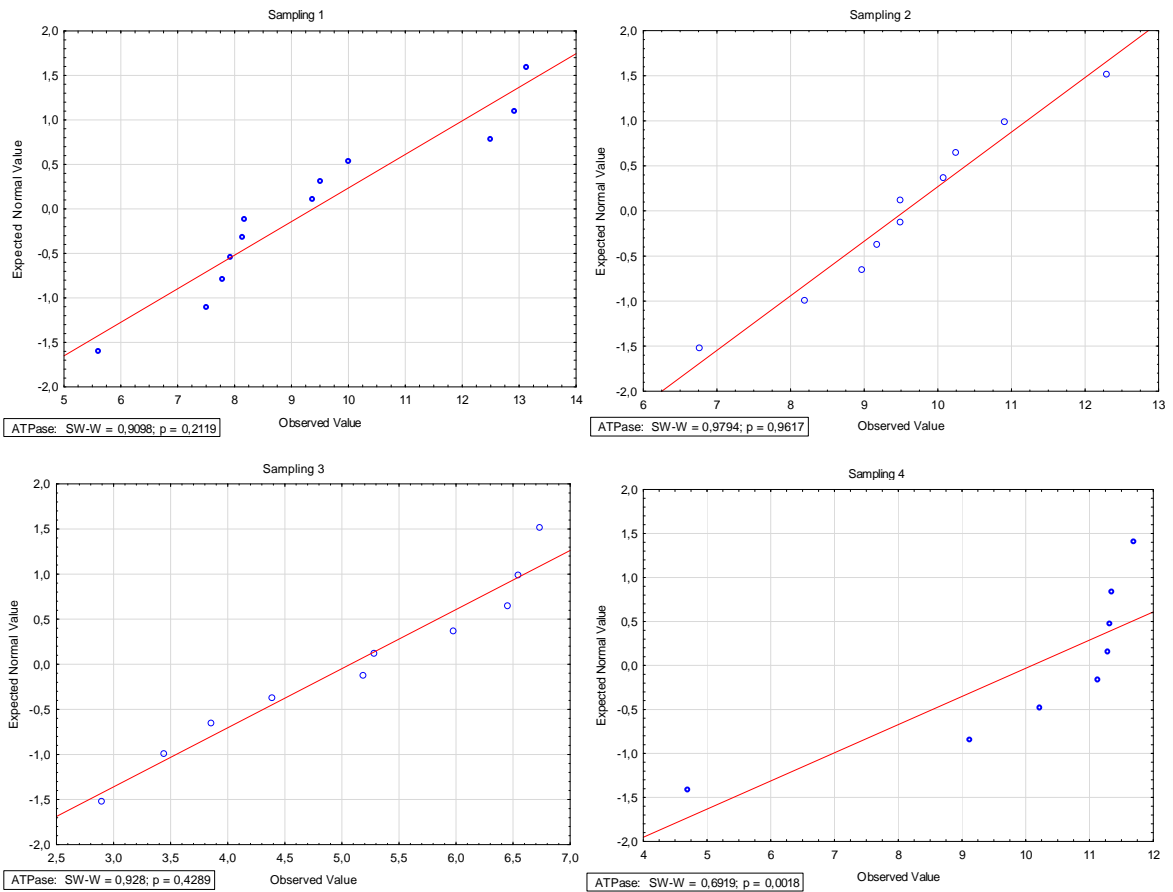 Sampling 1
2,0
1,5
1,0
0,5
0,0
-0,5
-1,0
-1,5
-2,0
Expected Normal Value
5 6 7 8 9 10 11 12 13 14
Observed Value
ATPase: SW-W = 0,9098; p = 0,2119
Sampling 2
2,0
1,5
1,0
0,5
0,0
-0,5
-1,0
-1,5
-2,0
Expected Normal Value
6 7 8 9 10 11 12 13
Observed Value
ATPase: SW-W = 0,9794; p = 0,9617
Sampling 3
2,0
1,5
1,0
0,5
0,0
-0,5
-1,0
-1,5
-2,0
Expected Normal Value
2,5 3,0 3,5 4,0 4,5 5,0 5,5 6,0 6,5 7,0
Observed Value
ATPase: SW-W = 0,928; p = 0,4289
Sampling 4
2,0
1,5
1,0
0,5
0,0
-0,5
-1,0
-1,5
-2,0
Expected Normal Value
4 5 6 7 8 9 10 11 12
Observed Value
ATPase: SW-W = 0,6919; p = 0,0018